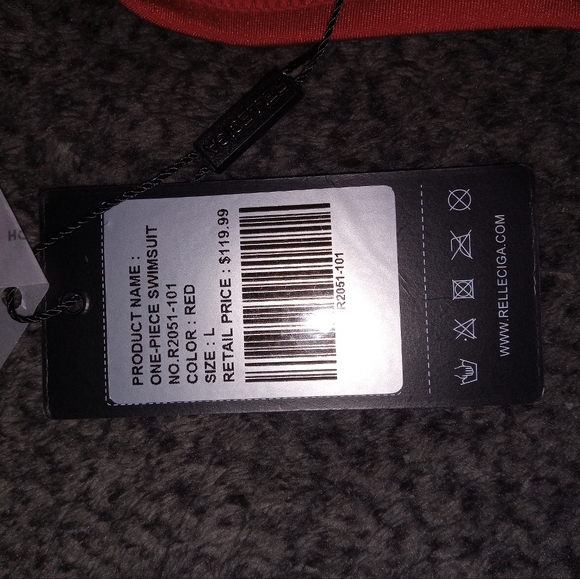 PRODUCT NAME :
ONE-PIECE SWIMSUIT
NO.R2051-101
COLOR : RED
SIZE : L
RETAIL PRICE : $119.99
R2051-101
WWW.RELLECIGA.COM